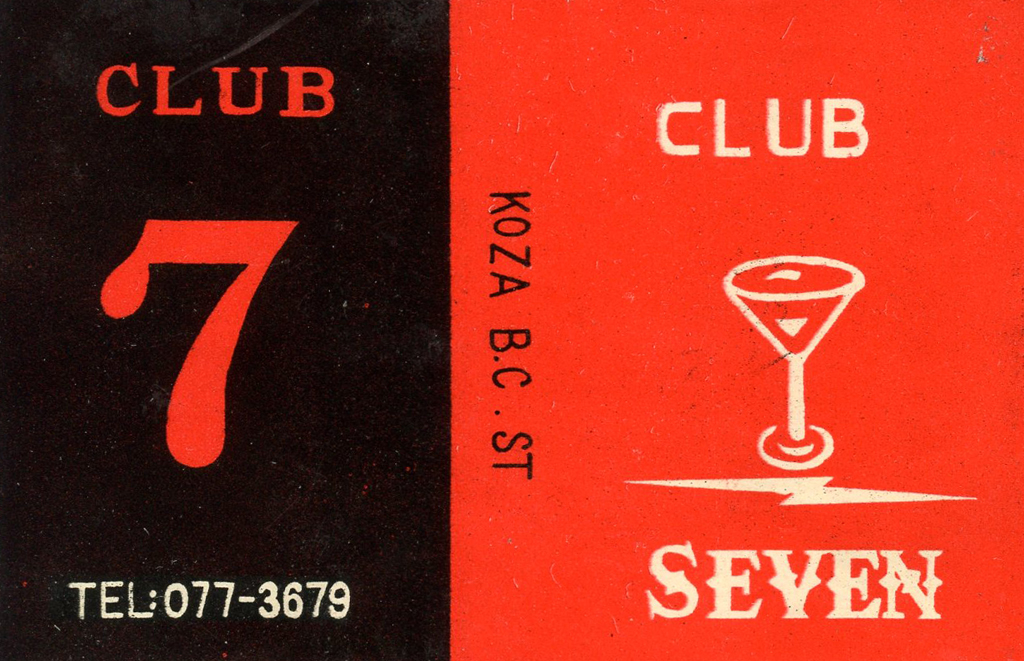 CLUB
7
TEL:077-3679
KOZA B.C. ST
CLUB
SEVEN